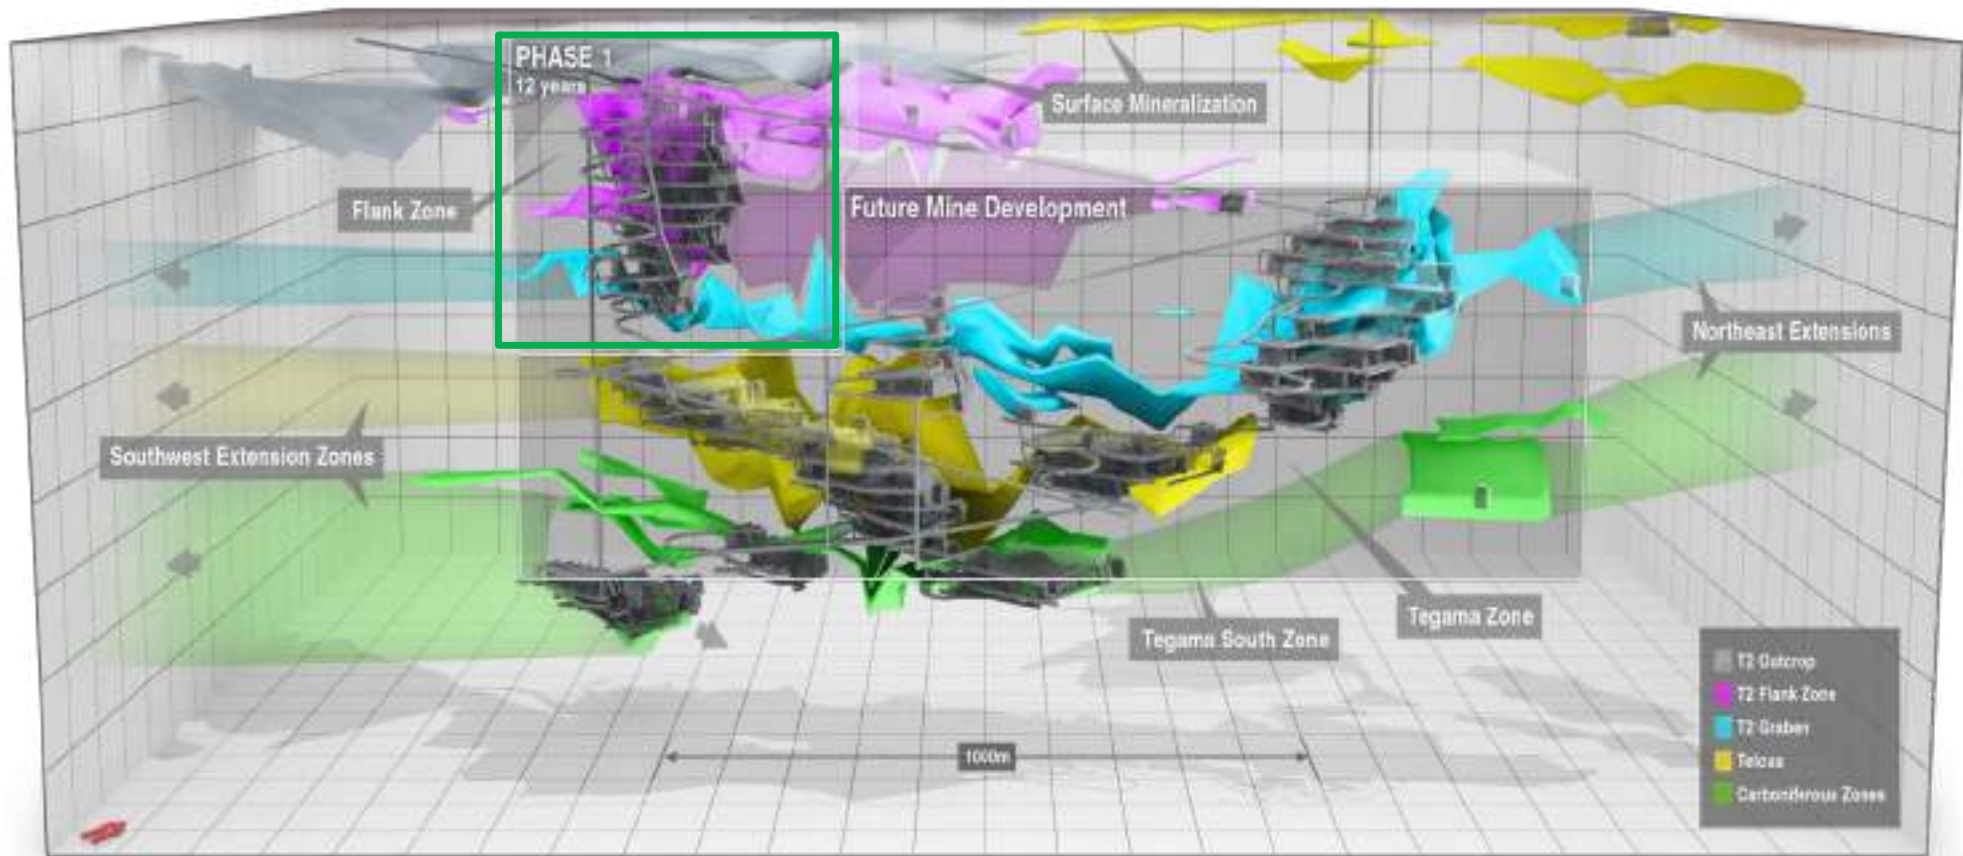 PHASE 1
12 years
Surface Mineralization
Flank Zone
Future Mine Development
Northeast Extensions
Southwest Extension Zones
Tegama Zone
Tegama South Zone
1000m
T2 Outcrop
T2 Flank Zone
T2 Graben
Teloua
Carboniferous Zones